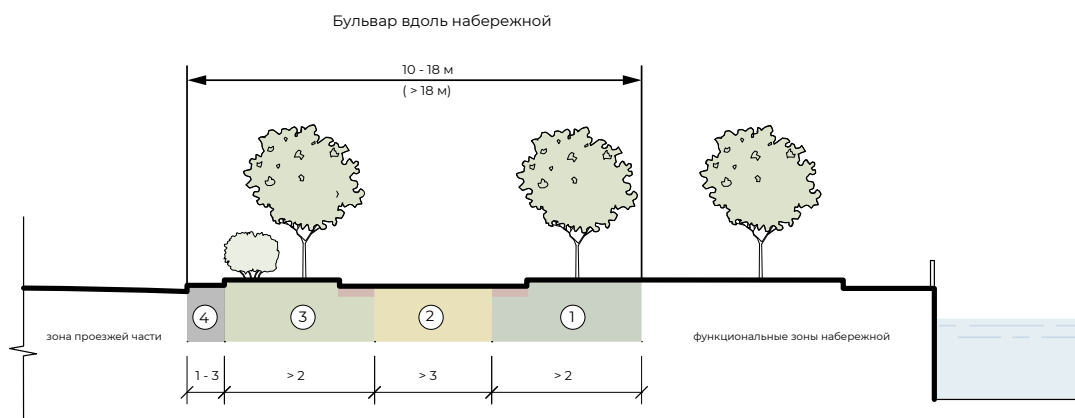 Бульвар вдоль набережной
10 - 18 м
( > 18 м)
4
3
2
1
зона проезжей части
функциональные зоны набережной
1 - 3
> 2
> 3
> 2